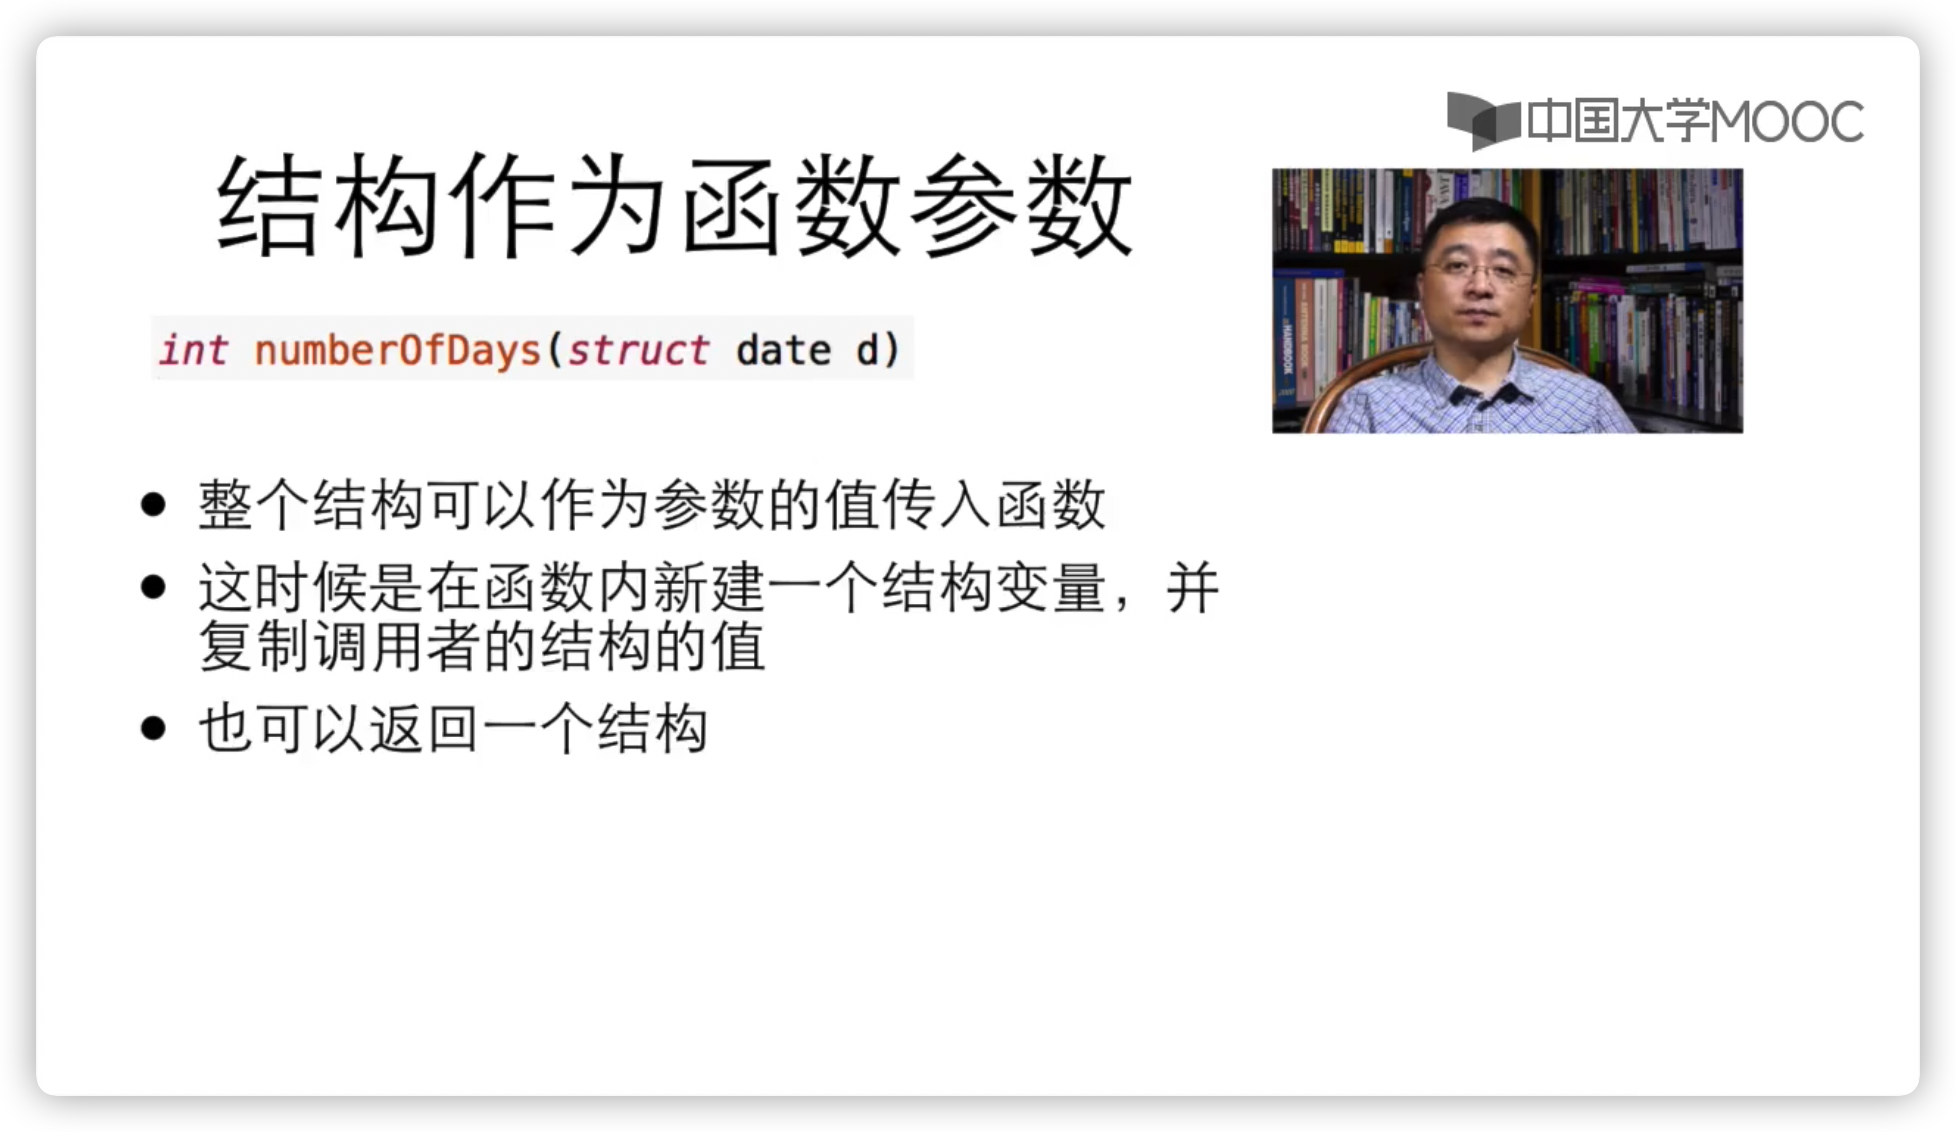 中国大学MOOC
结构作为函数参数
int numberOfDays(struct date d)
• 整个结构可以作为参数的值传入函数
• 这时候是在函数内新建一个结构变量，并
复制调用者的结构的值
• 也可以返回一个结构